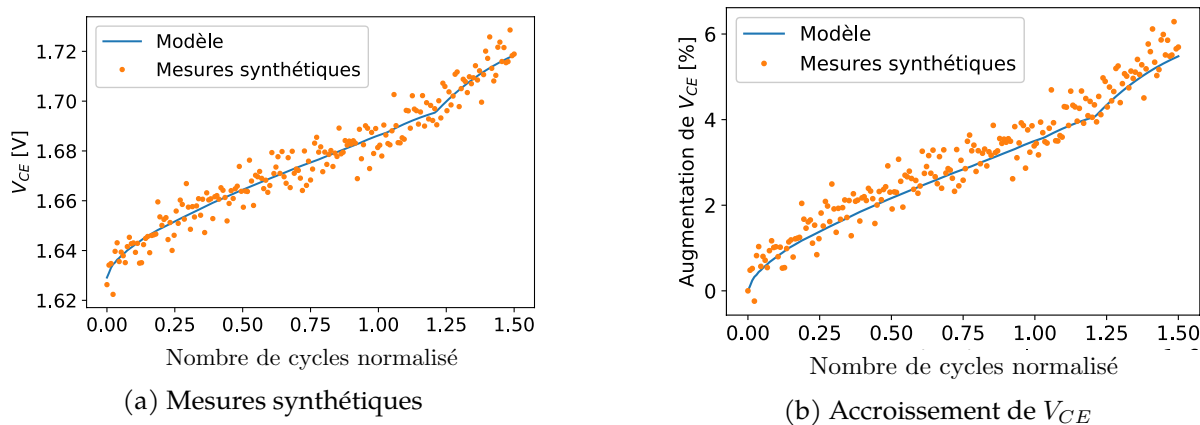 1.72
1.70
1.68
1.66
1.64
1.62
V_CE [V]
Modèle
Mesures synthétiques
0.00 0.25 0.50 0.75 1.00 1.25 1.50
Nombre de cycles normalisé
(a) Mesures synthétiques
6
4
2
0
Augmentation de V_CE [%]
Modèle
Mesures synthétiques
0.00 0.25 0.50 0.75 1.00 1.25 1.50
Nombre de cycles normalisé
(b) Accroissement de V_CE